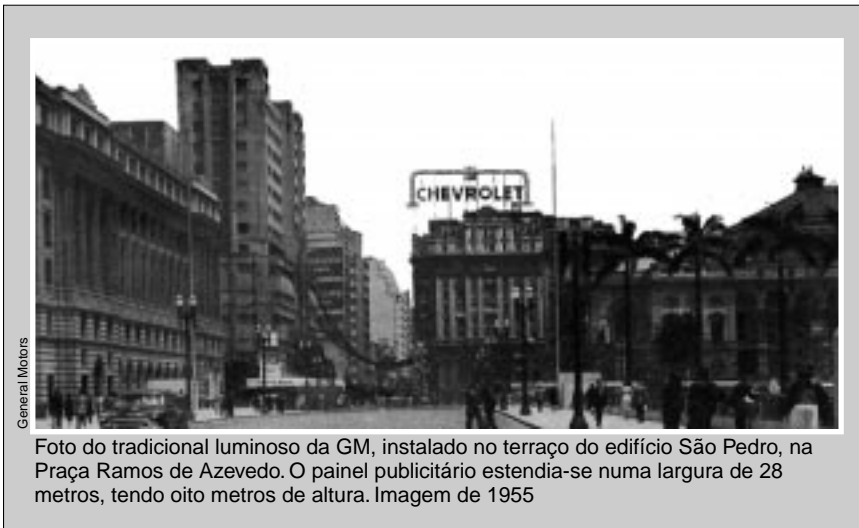 CHEVROLET
General Motors
Foto do tradicional luminoso da GM, instalado no terraço do edifício São Pedro, na
Praça Ramos de Azevedo. O painel publicitário estendia-se numa largura de 28
metros, tendo oito metros de altura. Imagem de 1955